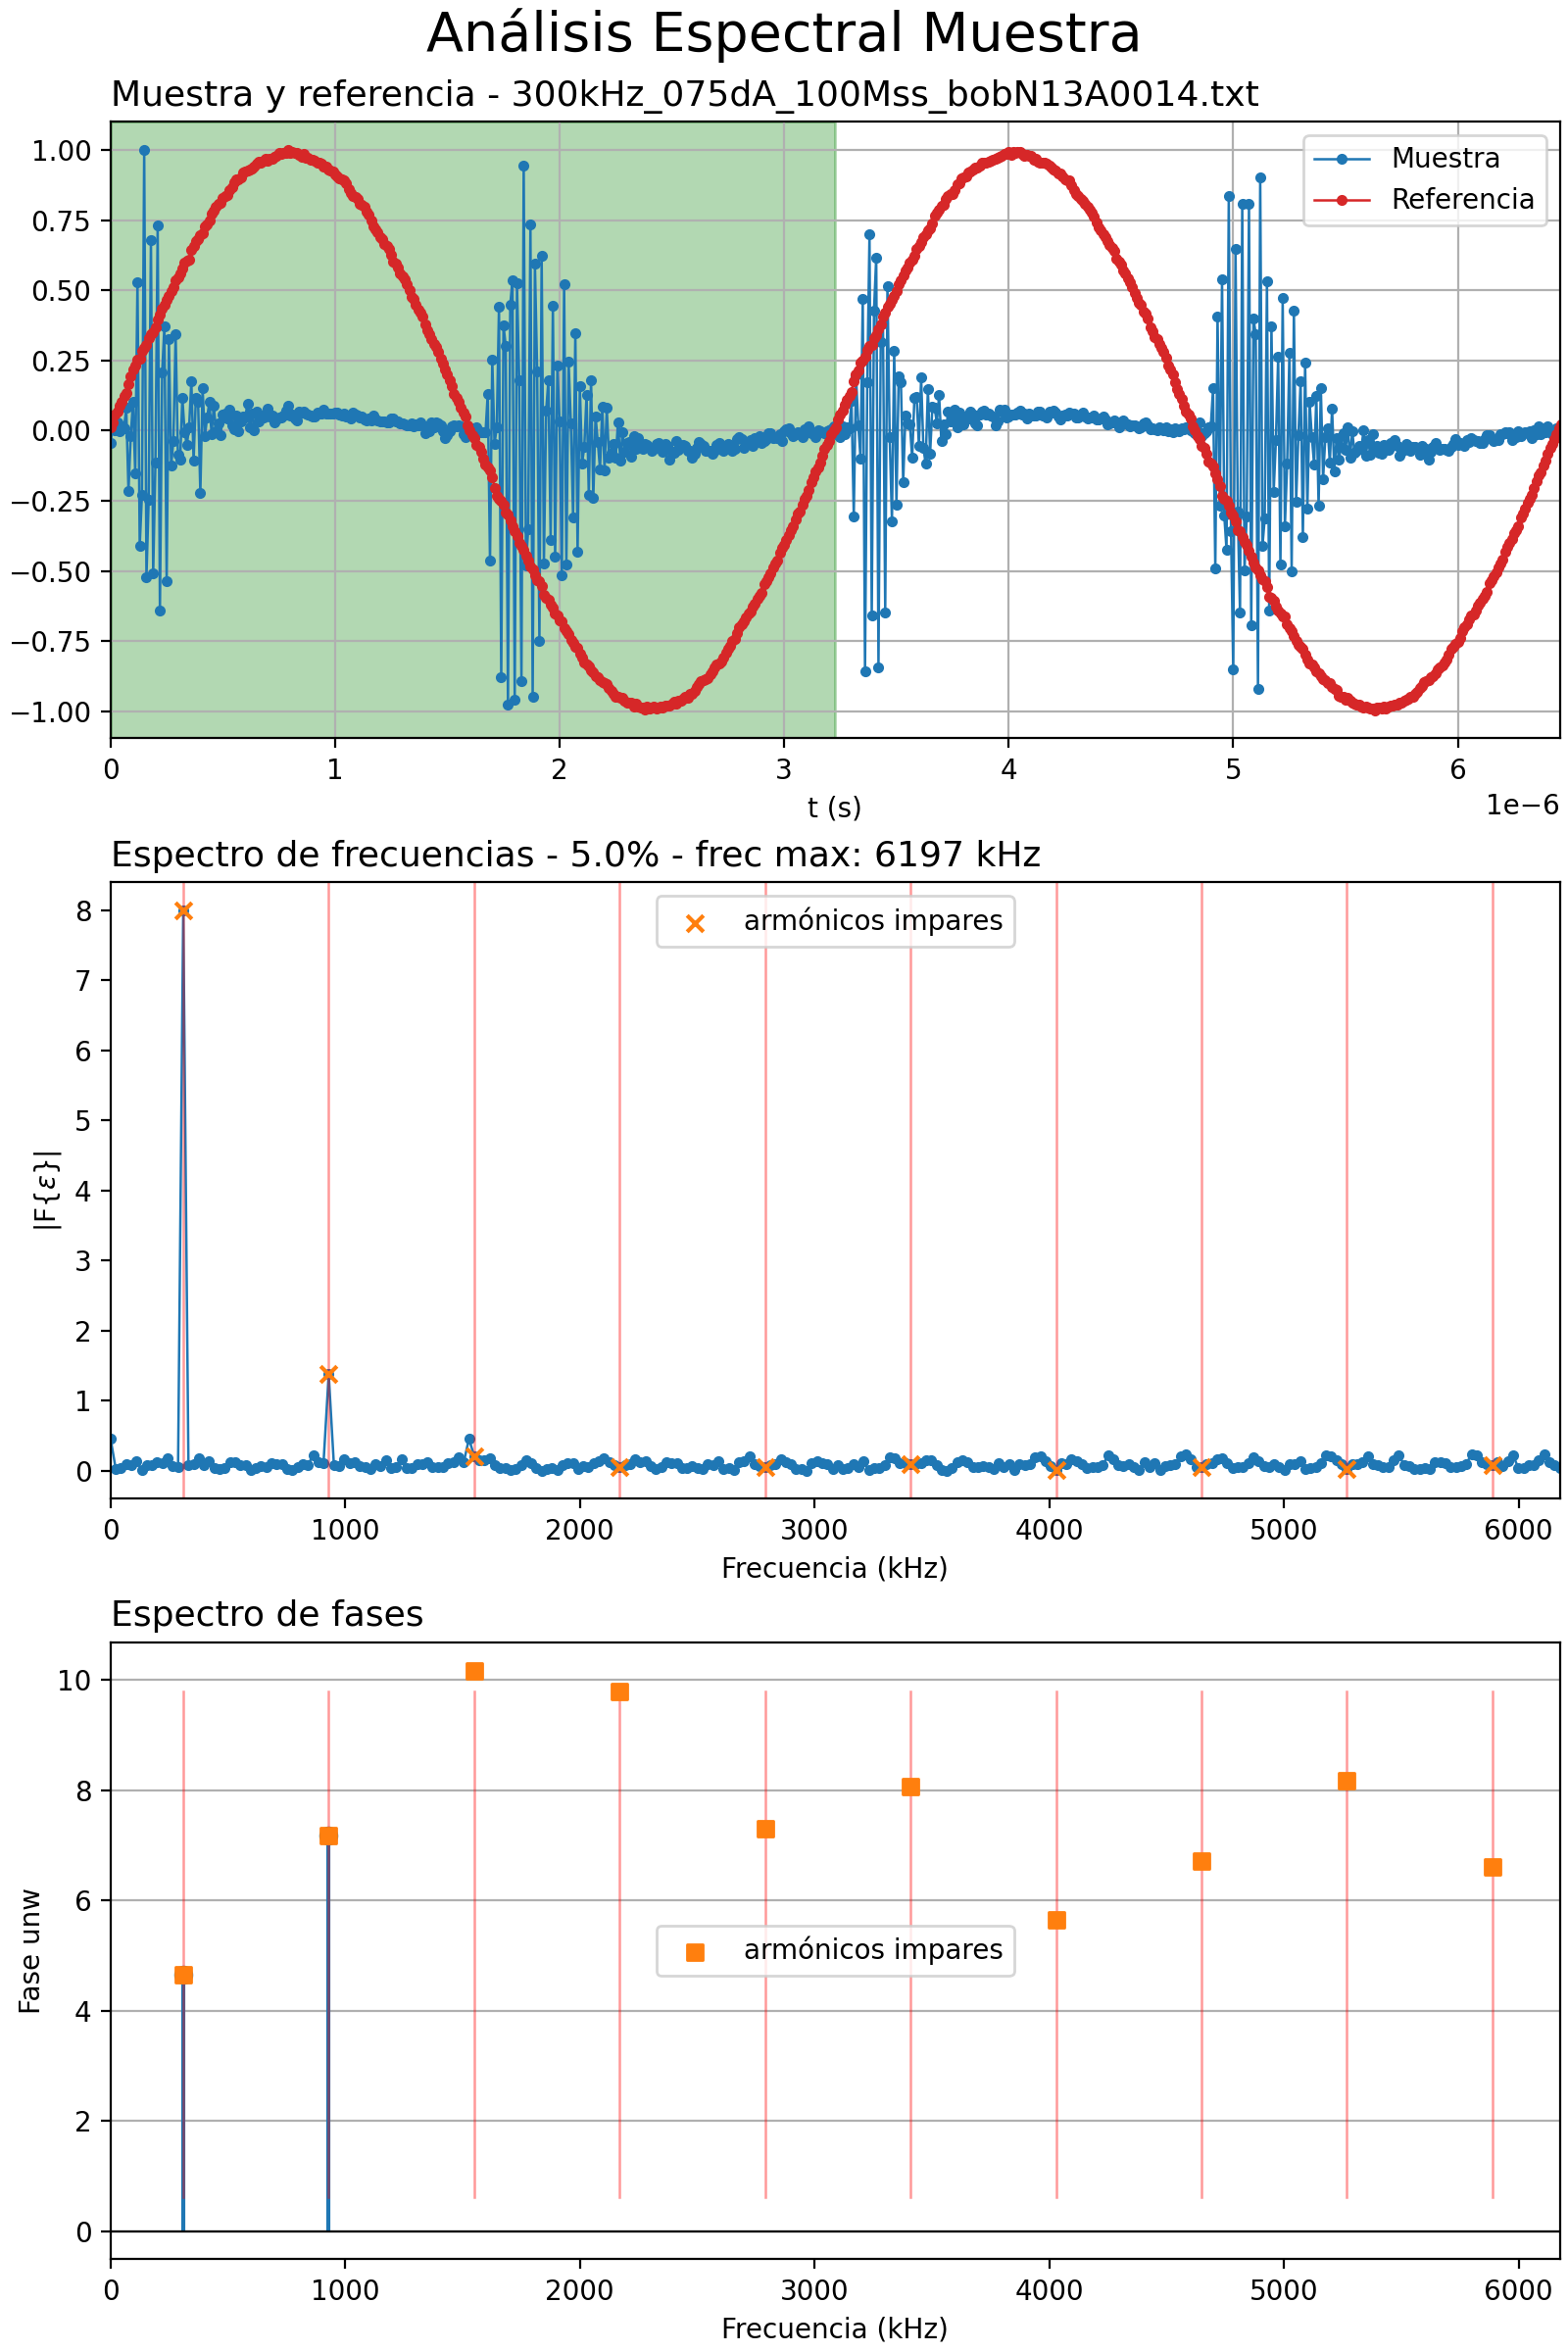 Análisis Espectral Muestra
Muestra y referencia - 300kHz_075dA_100Mss_bobN13A0014.txt
1.00
0.75
0.50
0.25
0.00
−0.25
−0.50
−0.75
−1.00
Muestra
Referencia
0 1 2 3 4 5 6
t (s)
1e−6
Espectro de frecuencias - 5.0% - frec max: 6197 kHz
8
7
6
5
4
3
2
1
0
|F{ε}|
armónicos impares
0 1000 2000 3000 4000 5000 6000
Frecuencia (kHz)
Espectro de fases
10
8
6
4
2
0
Fase unw
armónicos impares
0 1000 2000 3000 4000 5000 6000
Frecuencia (kHz)